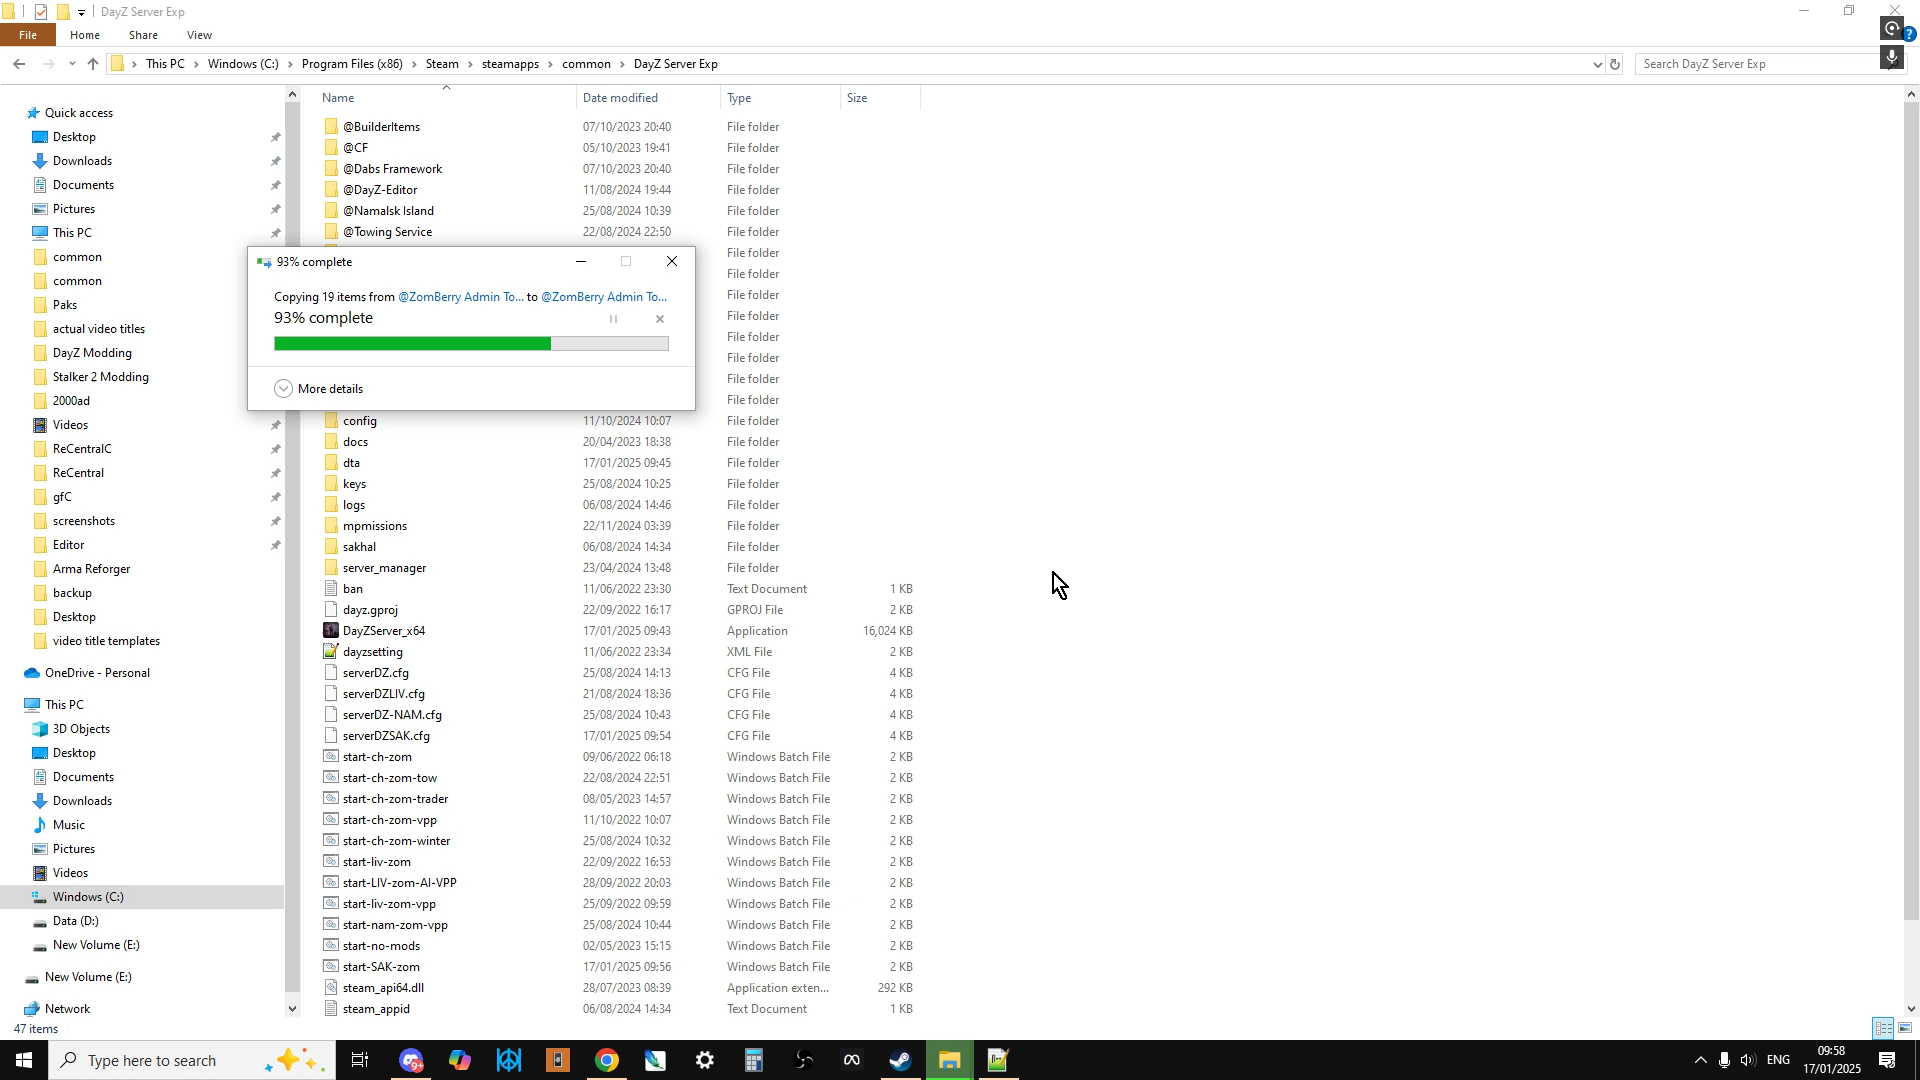 DayZ Server Exp
File Home Share View
This PC Windows (C:) Program Files (x86) Steam steamapps common DayZ Server Exp
Search DayZ Server Exp
Name Date modified Type Size
Quick access
Desktop
Downloads
Documents
Pictures
This PC
common
common
Paks
actual video titles
DayZ Modding
Stalker 2 Modding
2000ad
Videos
ReCentralC
ReCentral
gfC
screenshots
Editor
Arma Reforger
backup
Desktop
video title templates
OneDrive - Personal
This PC
3D Objects
Desktop
Documents
Downloads
Music
Pictures
Videos
Windows (C:)
Data (D:)
New Volume (E:)
New Volume (E:)
Network
@BuilderItems 07/10/2023 20:40 File folder
@CF 05/10/2023 19:41 File folder
@Dabs Framework 07/10/2023 20:40 File folder
@DayZ-Editor 11/08/2024 19:44 File folder
@Namalsk Island 25/08/2024 10:39 File folder
@Towing Service 22/08/2024 22:50 File folder
File folder
File folder
File folder
File folder
File folder
File folder
File folder
File folder
93% complete
Copying 19 items from @ZomBerry Admin To... to @ZomBerry Admin To...
93% complete
More details
config 11/10/2024 10:07 File folder
docs 20/04/2023 18:38 File folder
dta 17/01/2025 09:45 File folder
keys 25/08/2024 10:25 File folder
logs 06/08/2024 14:46 File folder
mpmissions 22/11/2024 03:39 File folder
sakhal 06/08/2024 14:34 File folder
server_manager 23/04/2024 13:48 File folder
ban 11/06/2022 23:30 Text Document 1 KB
dayz.gproj 22/09/2022 16:17 GPROJ File 2 KB
DayZServer_x64 17/01/2025 09:43 Application 16,024 KB
dayzsetting 11/06/2022 23:34 XML File 2 KB
serverDZ.cfg 25/08/2024 14:13 CFG File 4 KB
serverDZLIV.cfg 21/08/2024 18:36 CFG File 4 KB
serverDZ-NAM.cfg 25/08/2024 10:43 CFG File 4 KB
serverDZSAK.cfg 17/01/2025 09:54 CFG File 4 KB
start-ch-zom 09/06/2022 06:18 Windows Batch File 2 KB
start-ch-zom-tow 22/08/2024 22:51 Windows Batch File 2 KB
start-ch-zom-trader 08/05/2023 14:57 Windows Batch File 2 KB
start-ch-zom-vpp 11/10/2022 10:07 Windows Batch File 2 KB
start-ch-zom-winter 25/08/2024 10:32 Windows Batch File 2 KB
start-liv-zom 22/09/2022 16:53 Windows Batch File 2 KB
start-LIV-zom-AI-VPP 28/09/2022 20:03 Windows Batch File 2 KB
start-liv-zom-vpp 25/09/2022 09:59 Windows Batch File 2 KB
start-nam-zom-vpp 25/08/2024 10:44 Windows Batch File 2 KB
start-no-mods 02/05/2023 15:15 Windows Batch File 2 KB
start-SAK-zom 17/01/2025 09:56 Windows Batch File 2 KB
steam_api64.dll 28/07/2023 08:39 Application exten... 292 KB
steam_appid 06/08/2024 14:34 Text Document 1 KB
47 items
Type here to search
ENG
09:58
17/01/2025